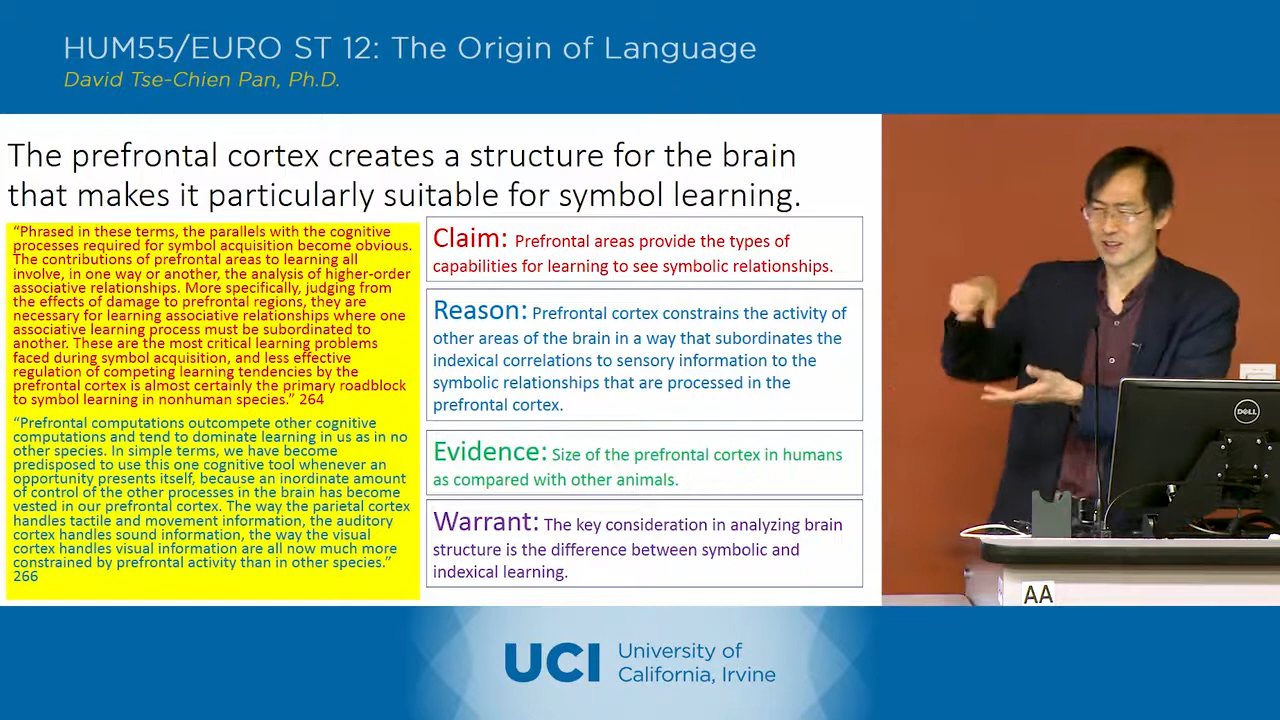 HUM55/EURO ST 12: The Origin of Language
David Tse-Chien Pan, Ph.D.
The prefrontal cortex creates a structure for the brain
that makes it particularly suitable for symbol learning.
“Phrased in these terms, the parallels with the cognitive
processes required for symbol acquisition become obvious.
The contributions of prefrontal areas to learning all
involve, in one way or another, the analysis of higher-order
associative relationships. More specifically, judging from
the effects of damage to prefrontal regions, they are
necessary for learning associative relationships where one
associative learning process must be subordinated to
another. These are the most critical learning problems
faced during symbol acquisition, and less effective
regulation of competing learning tendencies by the
prefrontal cortex is almost certainly the primary roadblock
to symbol learning in nonhuman species.” 264
“Prefrontal computations outcompete other cognitive
computations and tend to dominate learning in us as in no
other species. In simple terms, we have become
predisposed to use this one cognitive tool whenever an
opportunity presents itself, because an inordinate amount
of control of the other processes in the brain has become
vested in our prefrontal cortex. The way the parietal cortex
handles tactile and movement information, the auditory
cortex handles sound information, the way the visual
cortex handles visual information are all now much more
constrained by prefrontal activity than in other species.”
266
Claim: Prefrontal areas provide the types of
capabilities for learning to see symbolic relationships.
Reason: Prefrontal cortex constrains the activity of
other areas of the brain in a way that subordinates the
indexical correlations to sensory information to the
symbolic relationships that are processed in the
prefrontal cortex.
Evidence: Size of the prefrontal cortex in humans
as compared with other animals.
Warrant: The key consideration in analyzing brain
structure is the difference between symbolic and
indexical learning.
DELL
AA
UCI University of
California, Irvine